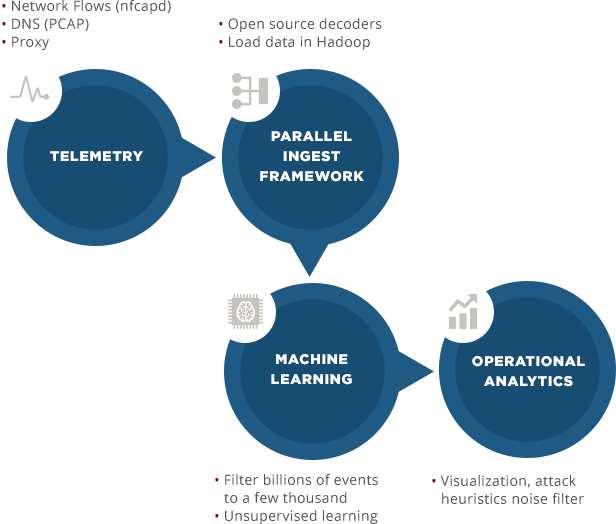 • Network Flows (nfcapd)
• DNS (PCAP)
• Proxy
• Open source decoders
• Load data in Hadoop
TELEMETRY
PARALLEL
INGEST
FRAMEWORK
MACHINE
LEARNING
OPERATIONAL
ANALYTICS
• Filter billions of events
to a few thousand
• Unsupervised learning
• Visualization, attack
heuristics noise filter